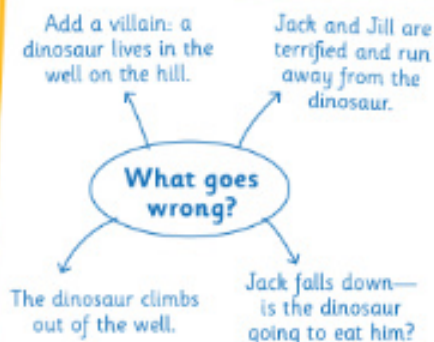 Add a villain: a
dinosaur lives in the
well on the hill.
Jack and Jill are
terrified and run
away from the
dinosaur.
What goes
wrong?
The dinosaur climbs
out of the well.
Jack falls down—
is the dinosaur
going to eat him?